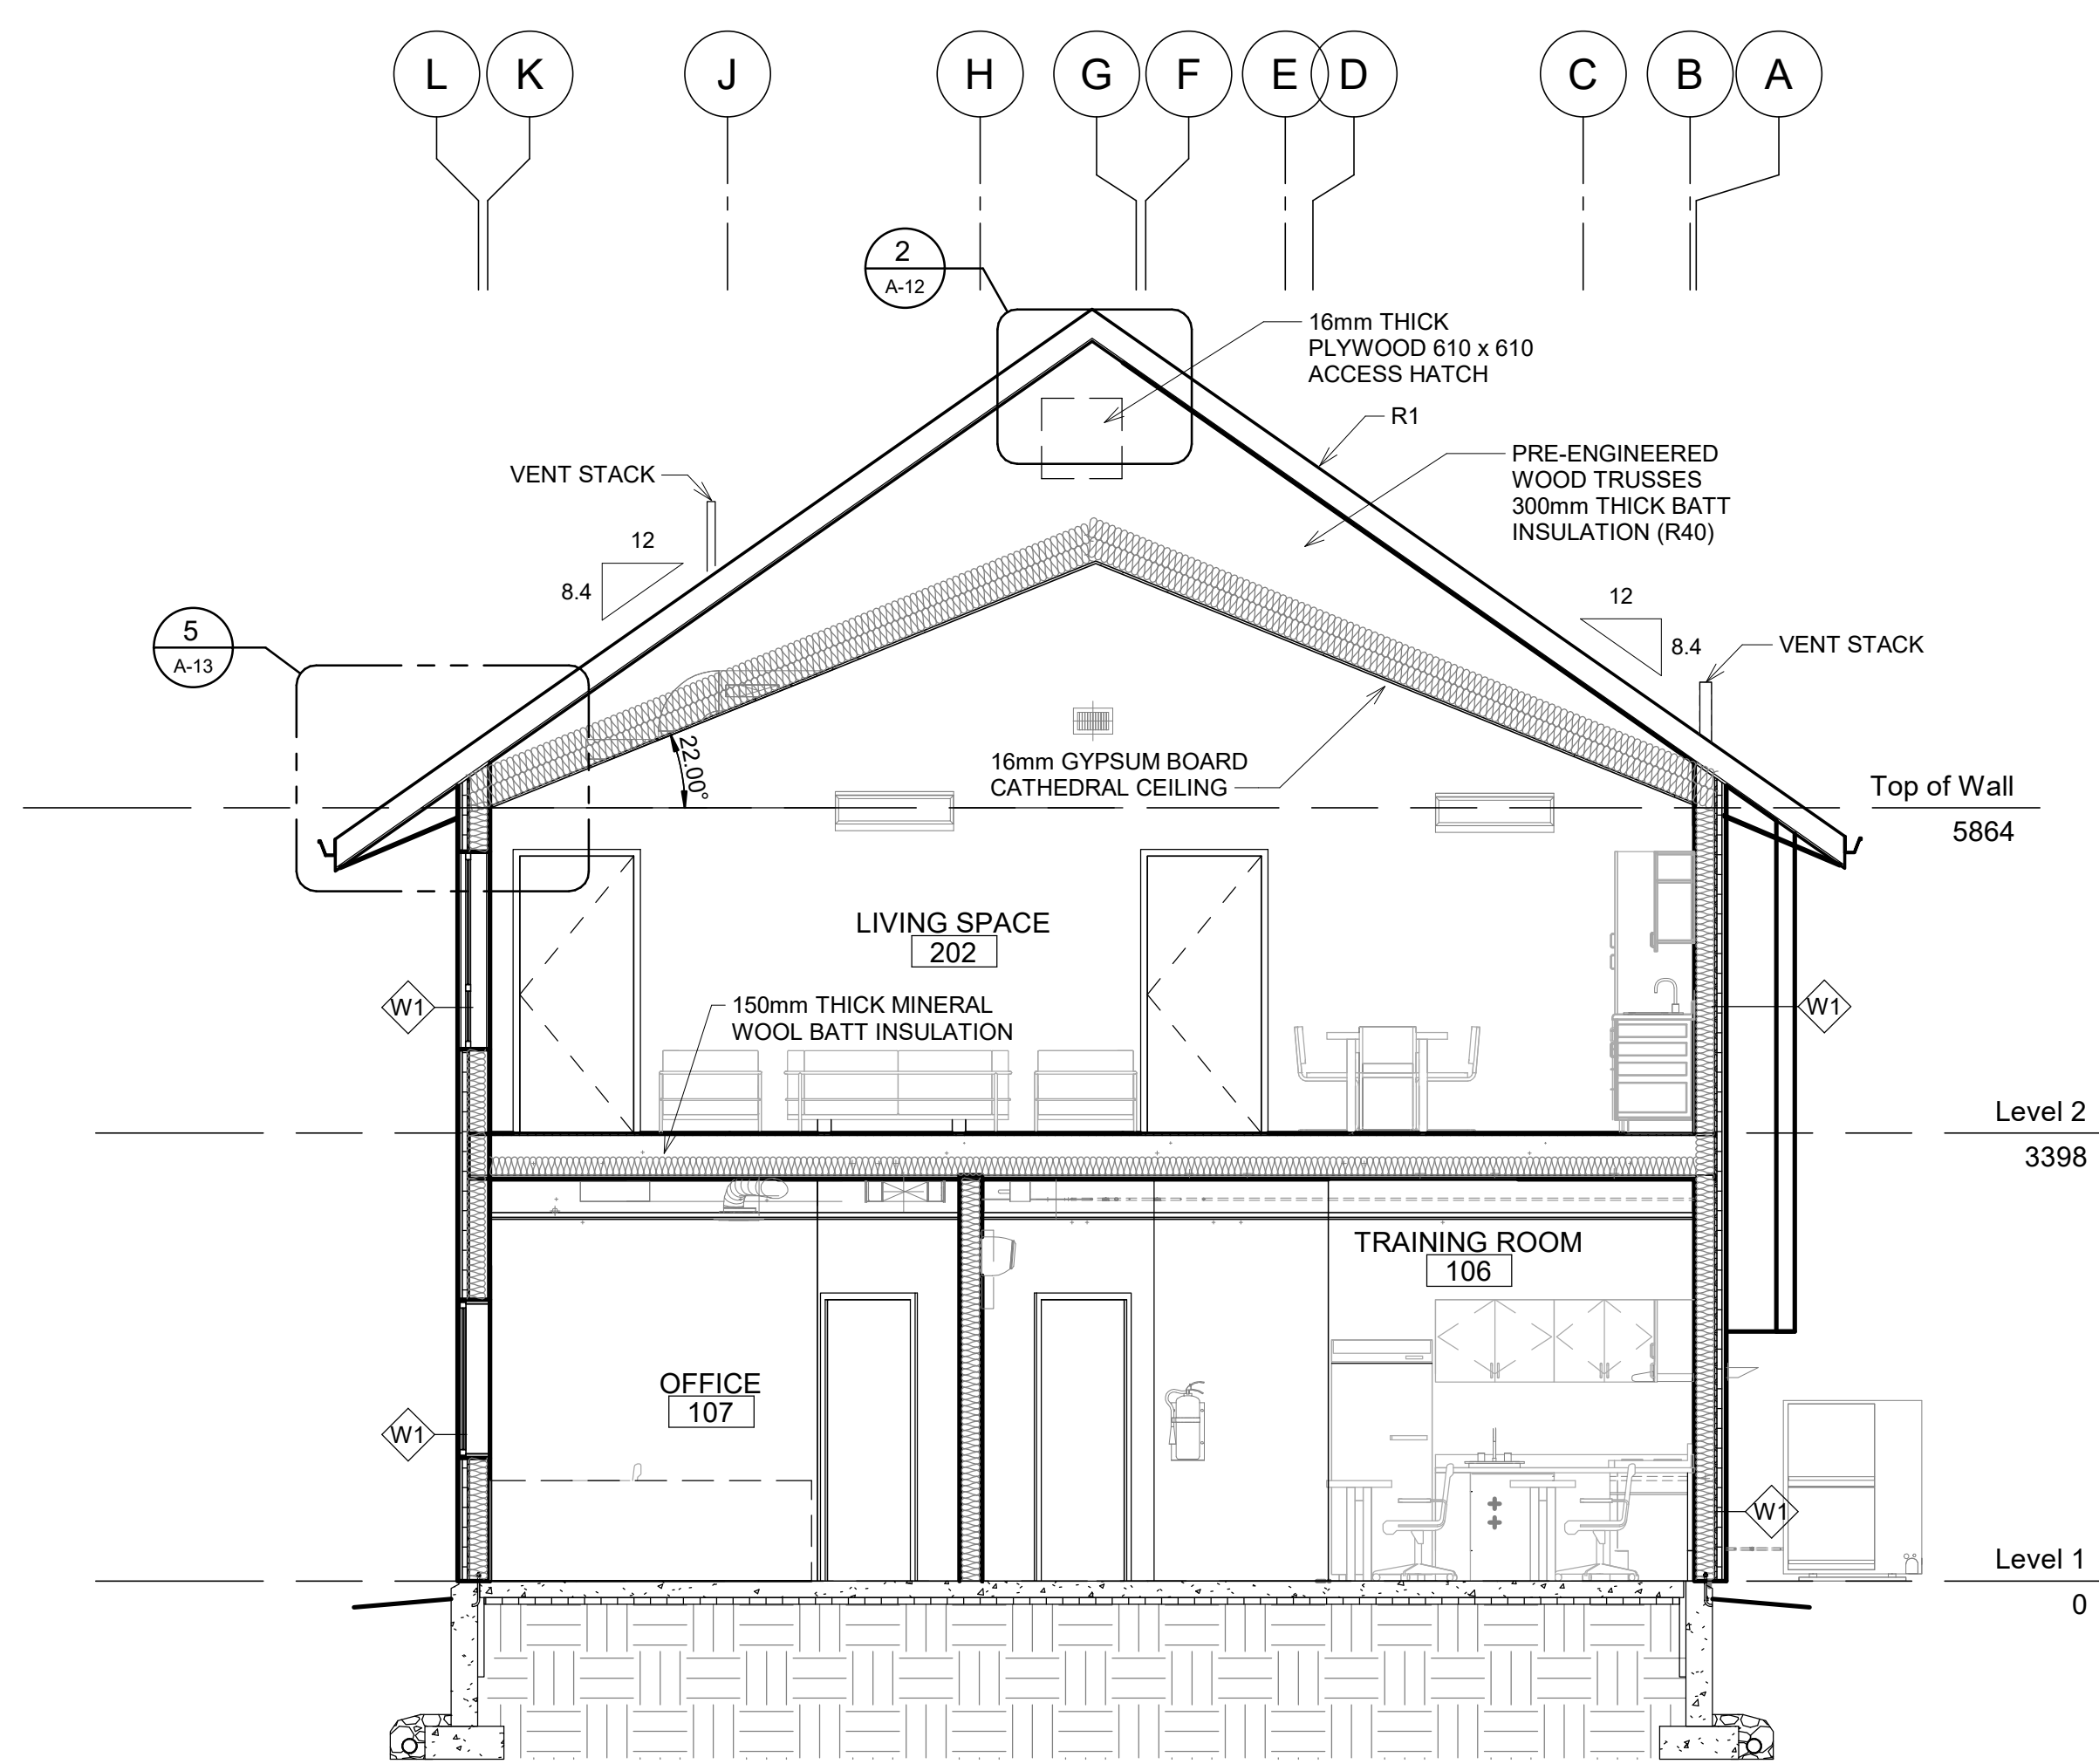 L K J H G F E D C B A
2
A-12
16mm THICK
PLYWOOD 610 x 610
ACCESS HATCH
R1
PRE-ENGINEERED
WOOD TRUSSES
300mm THICK BATT
INSULATION (R40)
VENT STACK
12
8.4
12
8.4
VENT STACK
5
A-13
22.00°
16mm GYPSUM BOARD
CATHEDRAL CEILING
Top of Wall
5864
LIVING SPACE
202
150mm THICK MINERAL
WOOL BATT INSULATION
W1
W1
Level 2
3398
TRAINING ROOM
106
OFFICE
107
W1
W1
Level 1
0